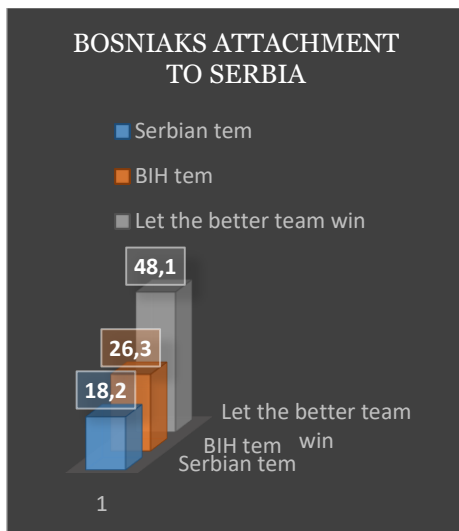 BOSNIAKS ATTACHMENT
TO SERBIA
Serbian tem
BIH tem
Let the better team win
48,1
26,3
18,2
Let the better team
win
BIH tem
Serbian tem
1